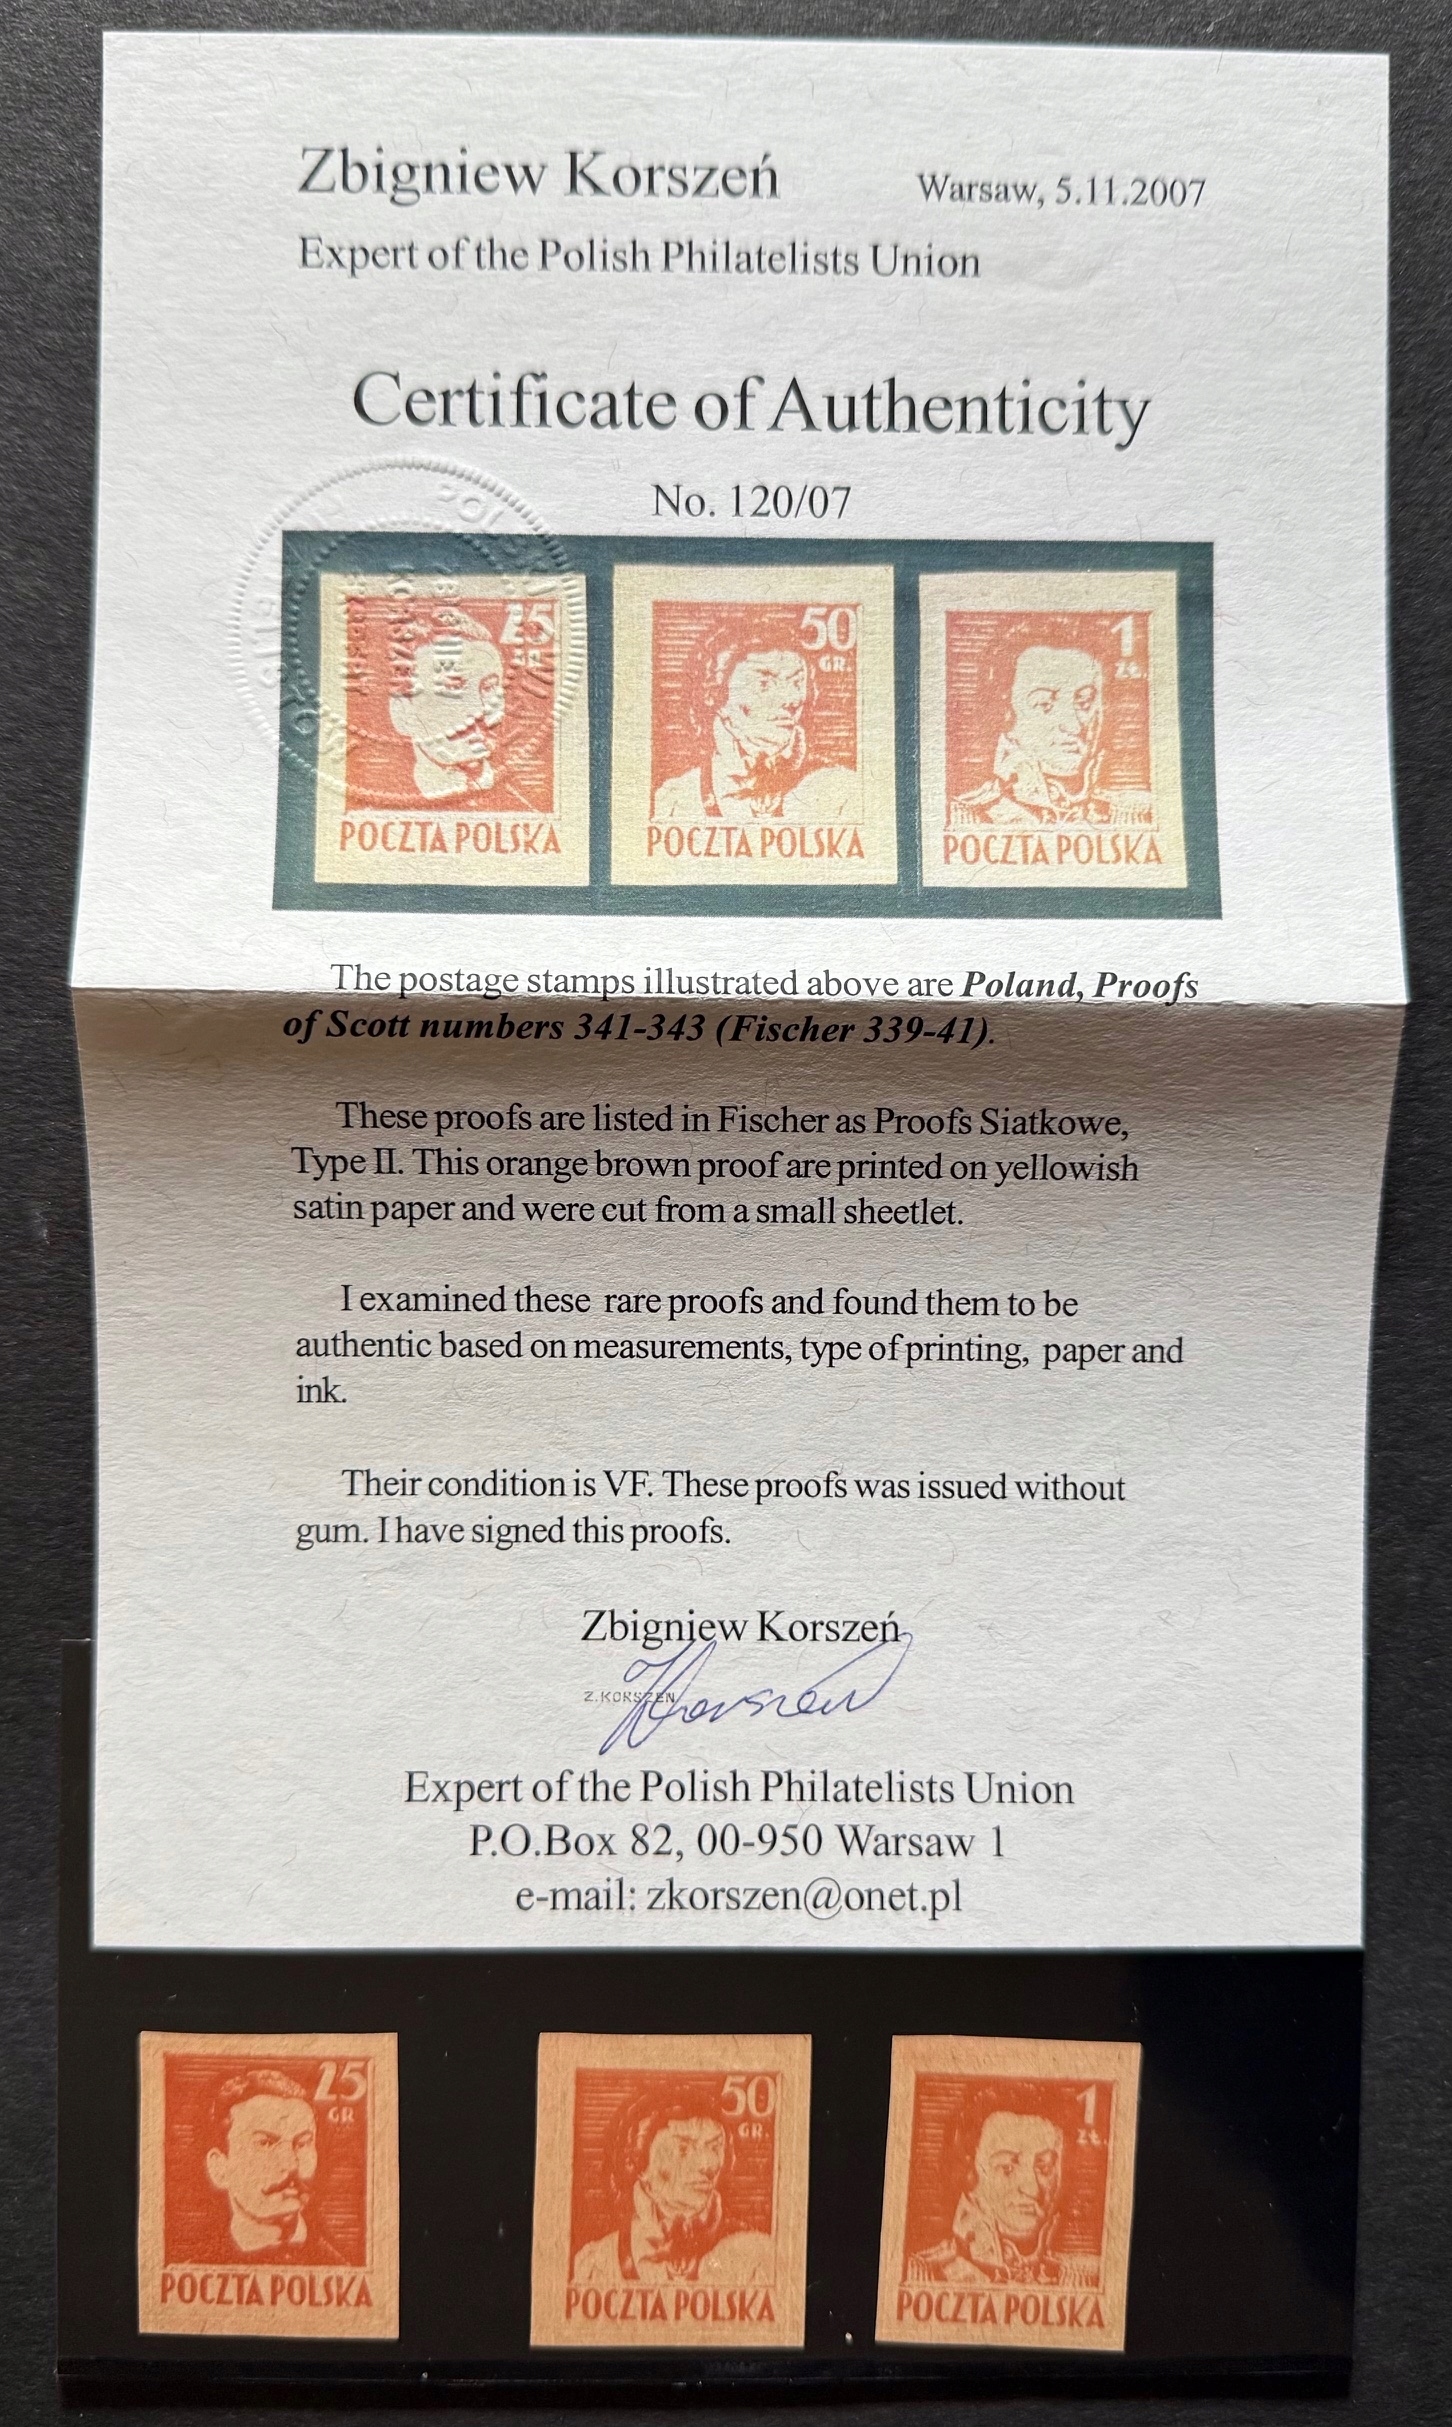 Zbigniew Korszeń
Warsaw, 5.11.2007
Expert of the Polish Philatelists Union
Certificate of Authenticity
No. 120/07
ZBIGNIEW
KORSZEŃ
25
50
GR.
1
ZŁ.
POCZTA POLSKA
POCZTA POLSKA
POCZTA POLSKA
The postage stamps illustrated above are Poland, Proofs
of Scott numbers 341-343 (Fischer 339-41).
These proofs are listed in Fischer as Proofs Siatkowe,
Type II. This orange brown proof are printed on yellowish
satin paper and were cut from a small sheetlet.
I examined these rare proofs and found them to be
authentic based on measurements, type of printing, paper and
ink.
Their condition is VF. These proofs was issued without
gum. I have signed this proofs.
Zbigniew Korszeń
Z.KORSZEŃ
ZKorszeń
Expert of the Polish Philatelists Union
P.O.Box 82, 00-950 Warsaw 1
e-mail: zkorszen@onet.pl
25
GR
POCZTA POLSKA
50
GR.
POCZTA POLSKA
1
ZŁ.
POCZTA POLSKA